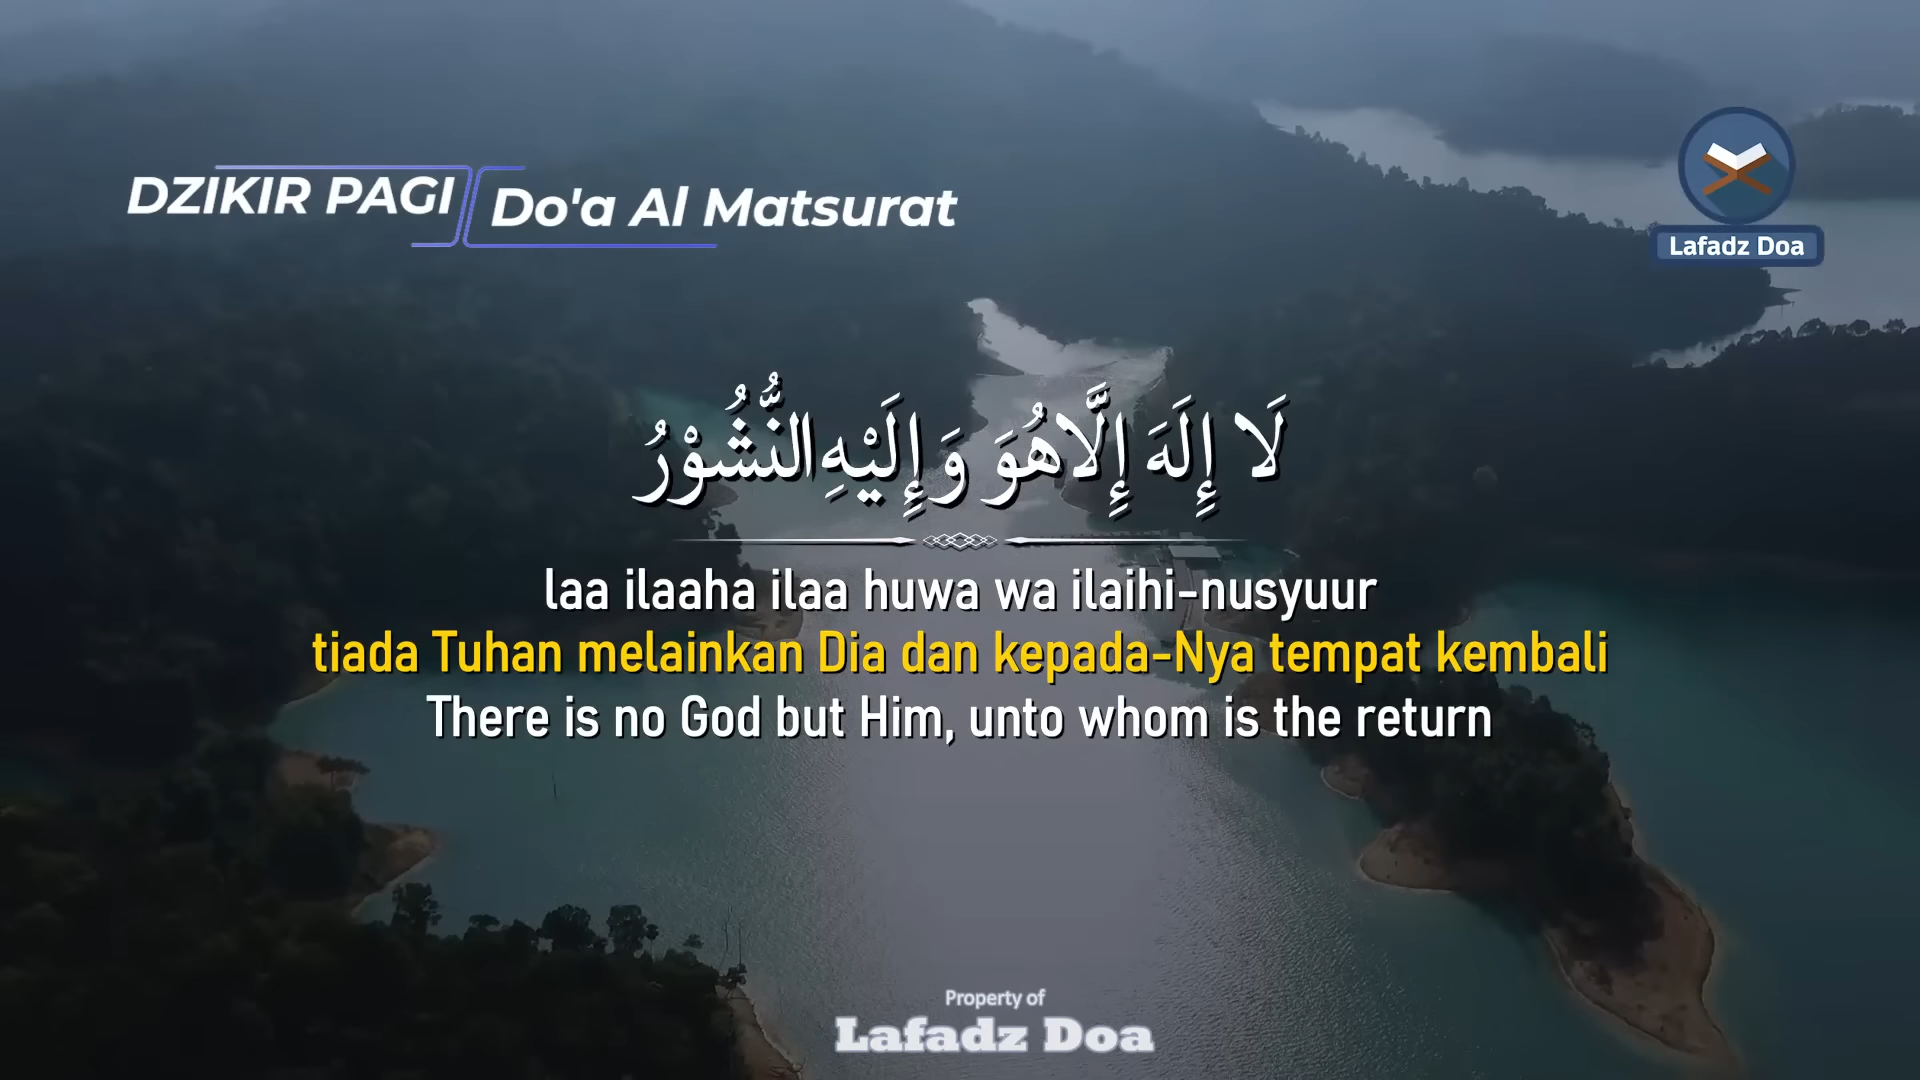 DZIKIR PAGI
Do'a Al Matsurat
Lafadz Doa
لَا إِلَهَ إِلَّا هُوَ وَ إِلَيْهِ النُّشُوْرُ
laa ilaaha ilaa huwa wa ilaihi-nusyuur
tiada Tuhan melainkan Dia dan kepada-Nya tempat kembali
There is no God but Him, unto whom is the return
Property of
Lafadz Doa